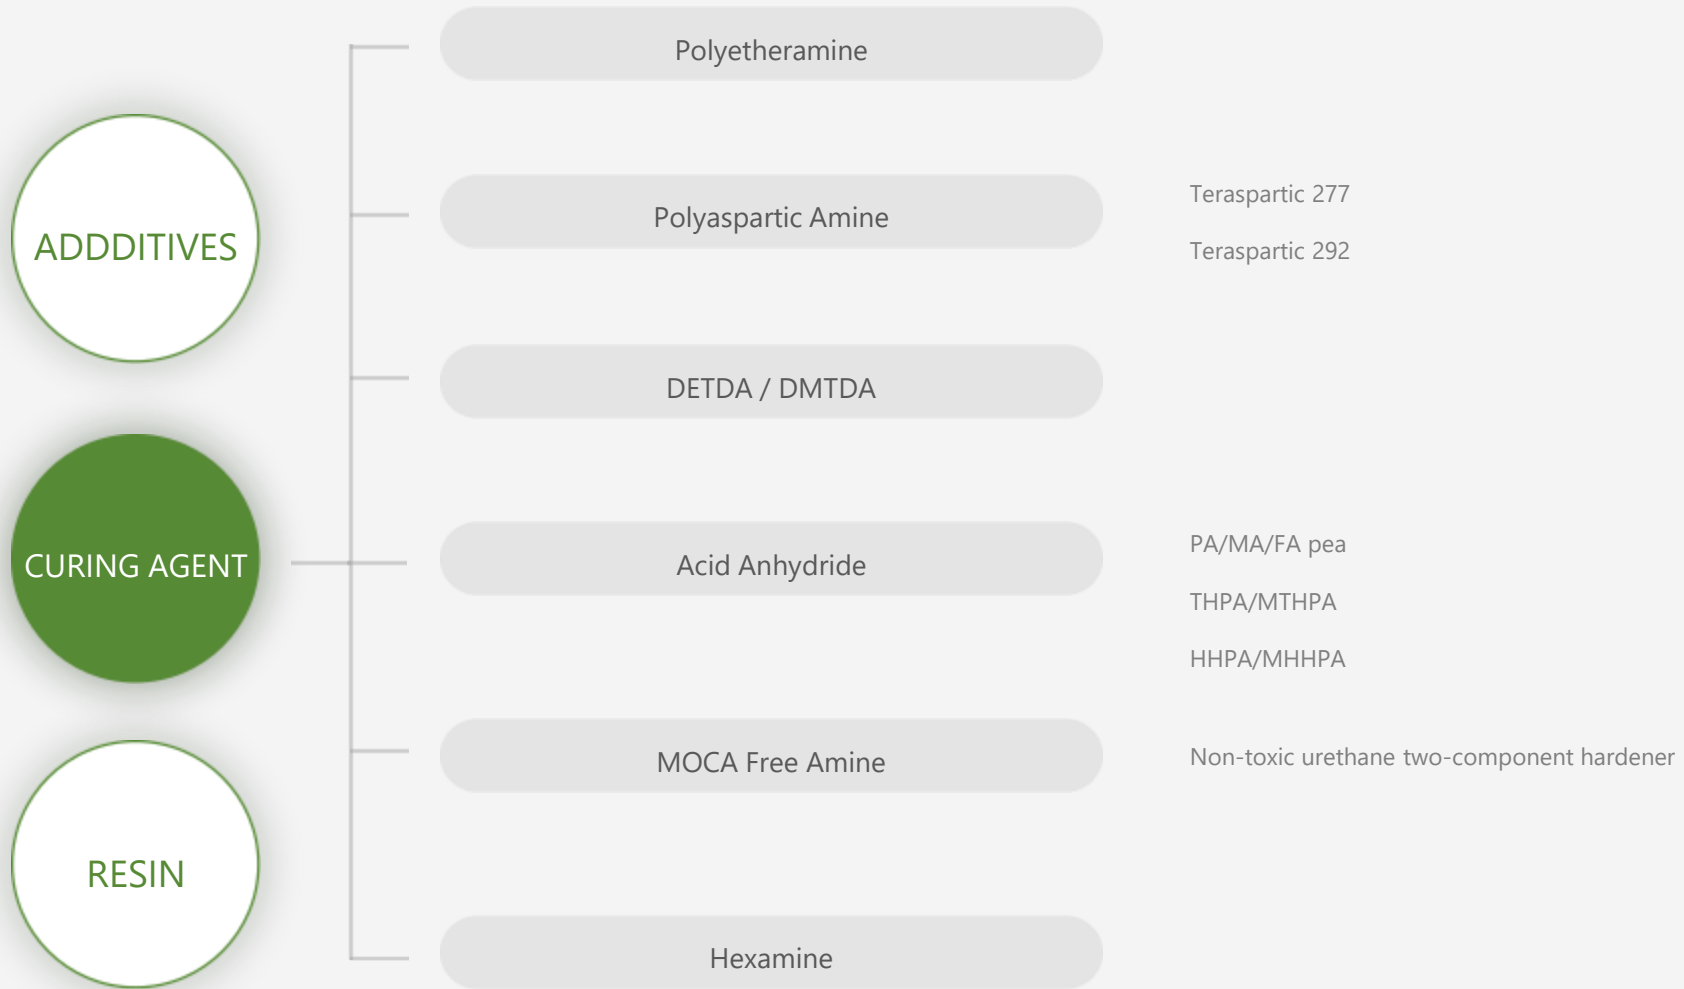 ADDDITIVES
CURING AGENT
RESIN
Polyetheramine
Polyaspartic Amine
Teraspartic 277
Teraspartic 292
DETDA / DMTDA
Acid Anhydride
PA/MA/FA pea
THPA/MTHPA
HHPA/MHHPA
MOCA Free Amine
Non-toxic urethane two-component hardener
Hexamine